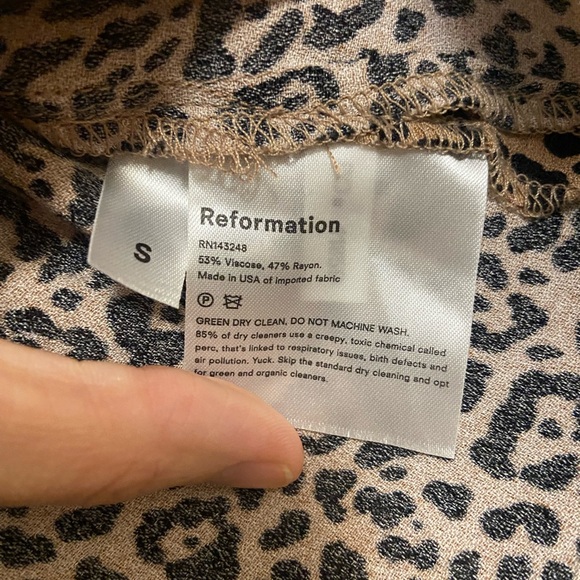 S
Reformation
RN143248
53% Viscose, 47% Rayon.
Made in USA of imported fabric
P
GREEN DRY CLEAN. DO NOT MACHINE WASH.
85% of dry cleaners use a creepy, toxic chemical called
perc, that's linked to respiratory issues, birth defects and
air pollution. Yuck. Skip the standard dry cleaning and opt
for green and organic cleaners.